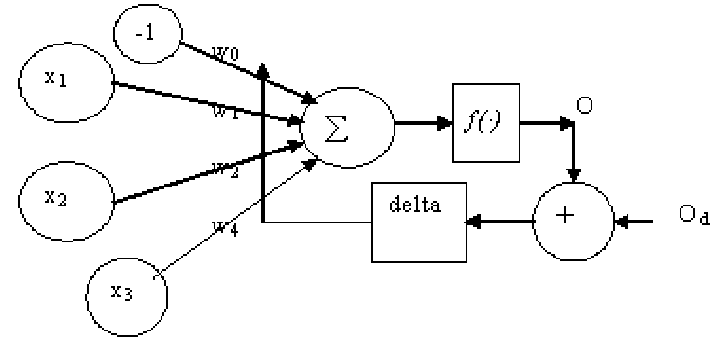 -1
w0
x1
w1
Σ
f(·)
O
x2
w2
delta
+
Od
w4
x3